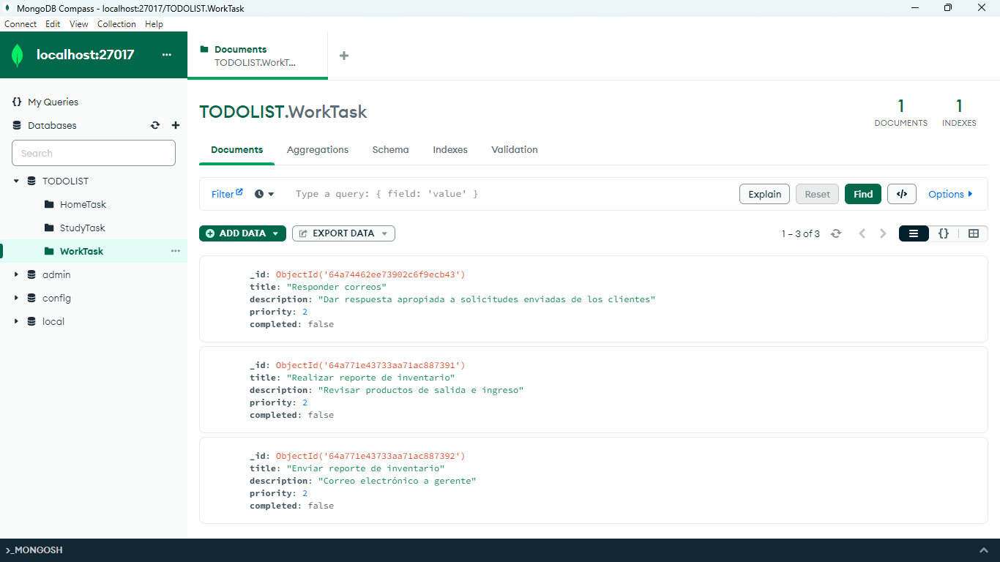 MongoDB Compass - localhost:27017/TODOLIST.WorkTask
Connect Edit View Collection Help
localhost:27017 ...
Documents
TODOLIST.WorkT...
+
{} My Queries
Databases
Search
TODOLIST
HomeTask
StudyTask
WorkTask ...
admin
config
local
TODOLIST.WorkTask
1
DOCUMENTS
1
INDEXES
Documents Aggregations Schema Indexes Validation
Filter Type a query: { field: 'value' } Explain Reset Find </> Options
ADD DATA EXPORT DATA 1 – 3 of 3 {}
_id: ObjectId('64a74462ee73902c6f9ecb43')
title: "Responder correos"
description: "Dar respuesta apropiada a solicitudes enviadas de los clientes"
priority: 2
completed: false
_id: ObjectId('64a771e43733aa71ac887391')
title: "Realizar reporte de inventario"
description: "Revisar productos de salida e ingreso"
priority: 2
completed: false
_id: ObjectId('64a771e43733aa71ac887392')
title: "Enviar reporte de inventario"
description: "Correo electrónico a gerente"
priority: 2
completed: false
>_MONGOSH